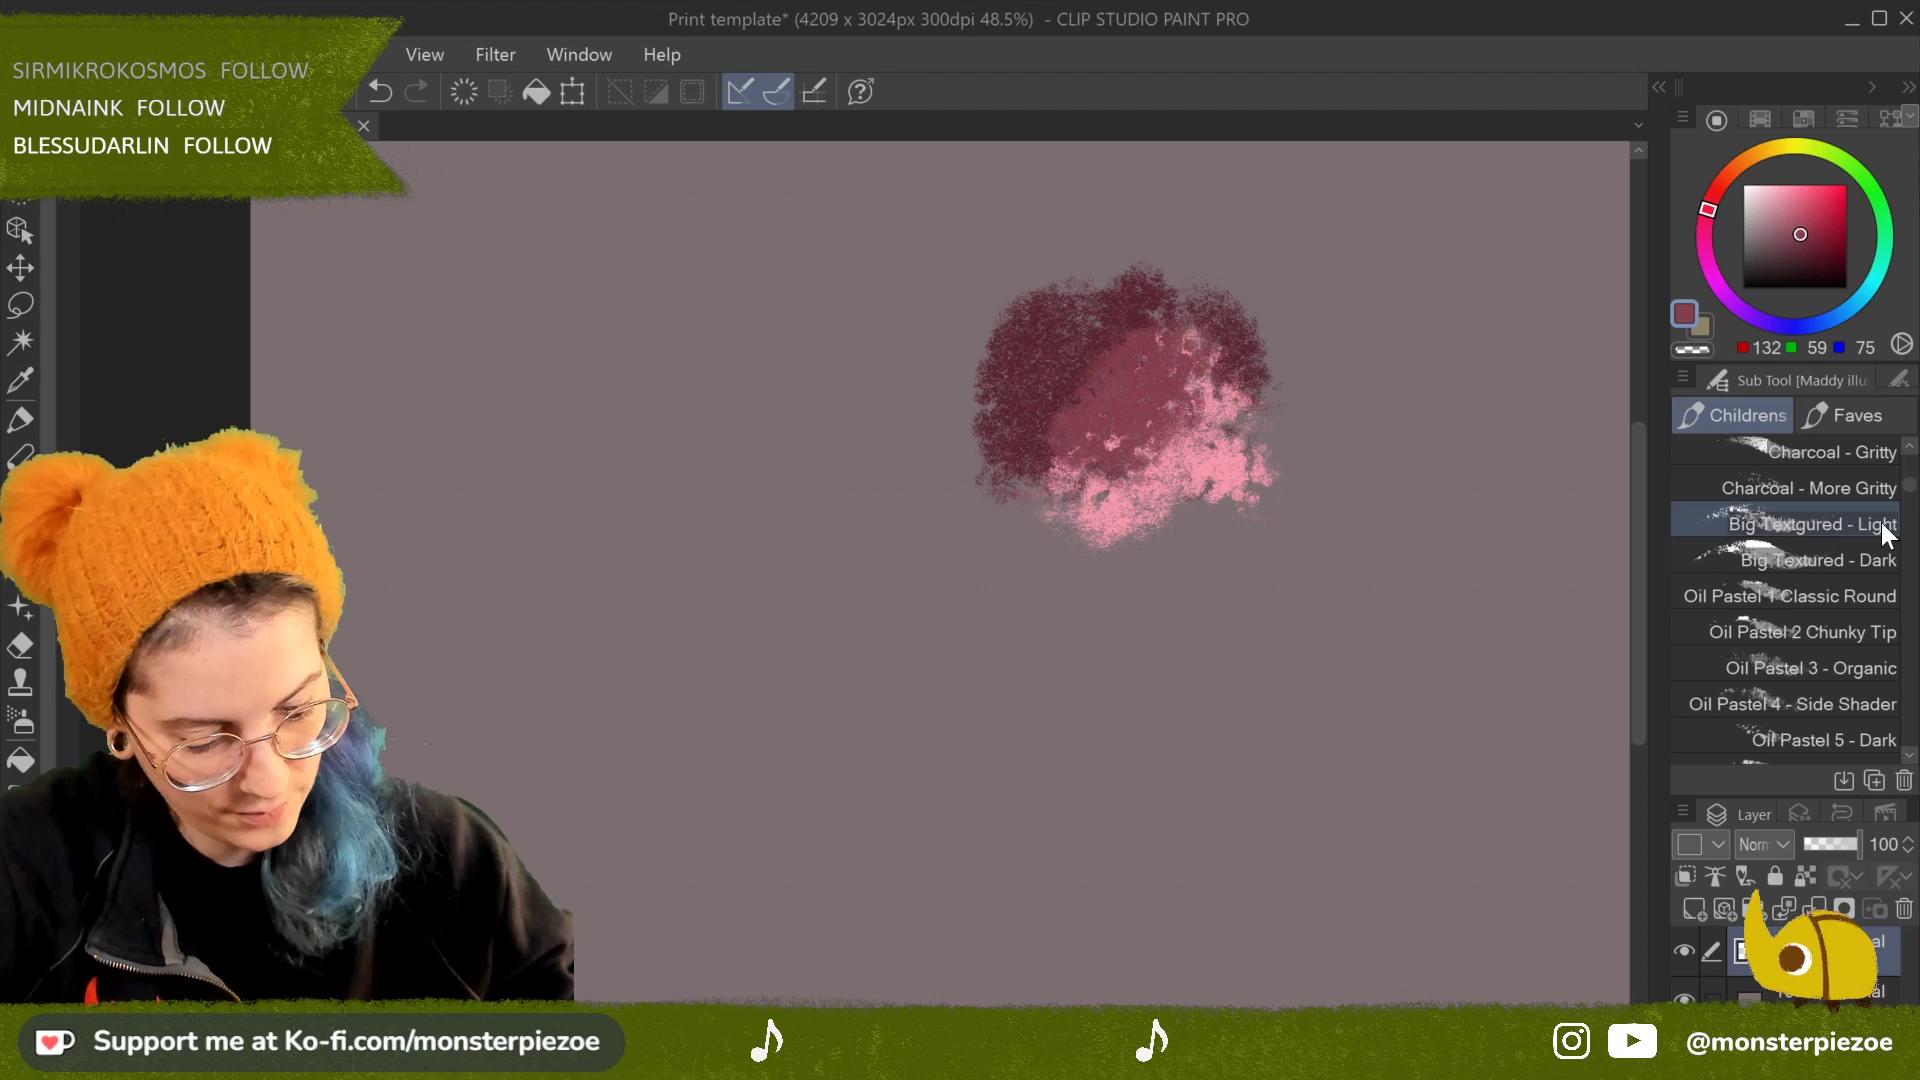 Print template* (4209 x 3024px 300dpi 48.5%) - CLIP STUDIO PAINT PRO
View Filter Window Help
SIRMIKROKOSMOS FOLLOW
MIDNAINK FOLLOW
BLESSUDARLIN FOLLOW
132 59 75
Sub Tool [Maddy illu
Childrens Faves
Charcoal - Gritty
Charcoal - More Gritty
Big Textgured - Light
Big Textured - Dark
Oil Pastel 1 Classic Round
Oil Pastel 2 Chunky Tip
Oil Pastel 3 - Organic
Oil Pastel 4 - Side Shader
Oil Pastel 5 - Dark
Layer
Norm 100
al
al
Support me at Ko-fi.com/monsterpiezoe
@monsterpiezoe